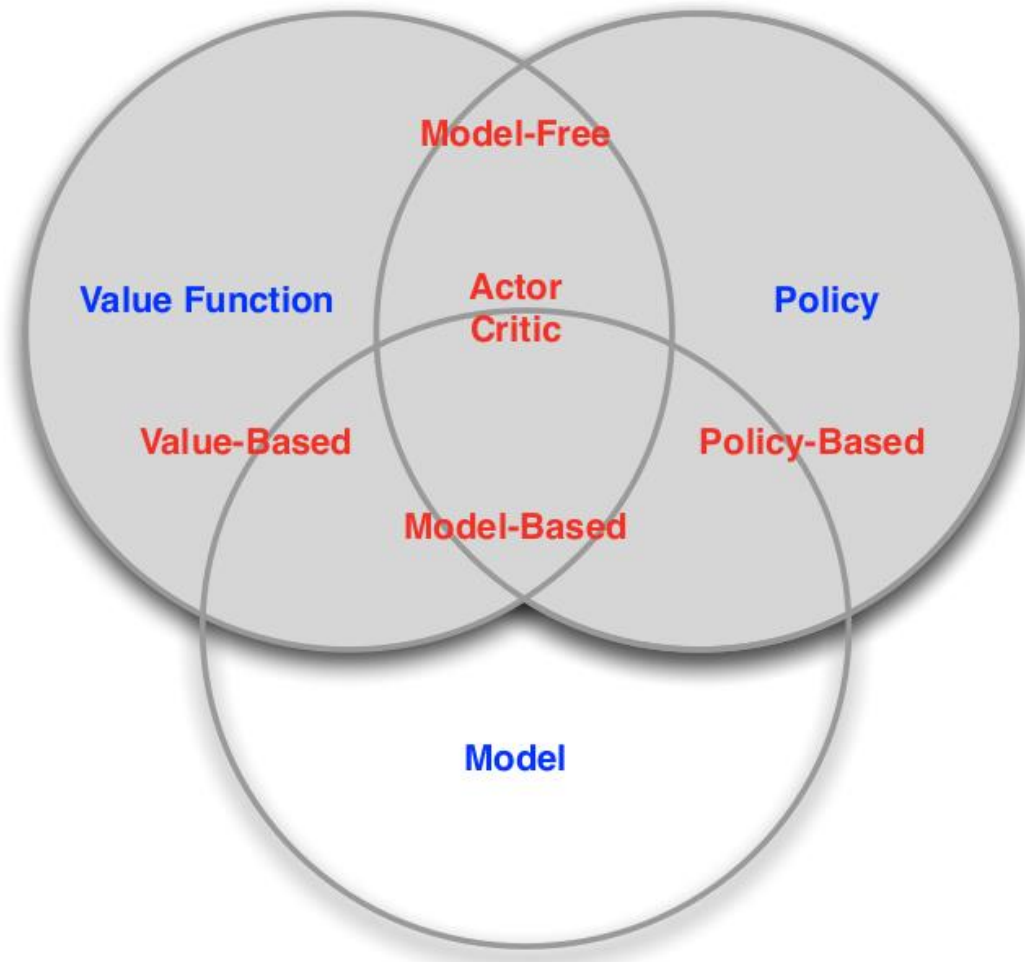 Model-Free
Actor
Critic
Value Function
Policy
Value-Based
Policy-Based
Model-Based
Model